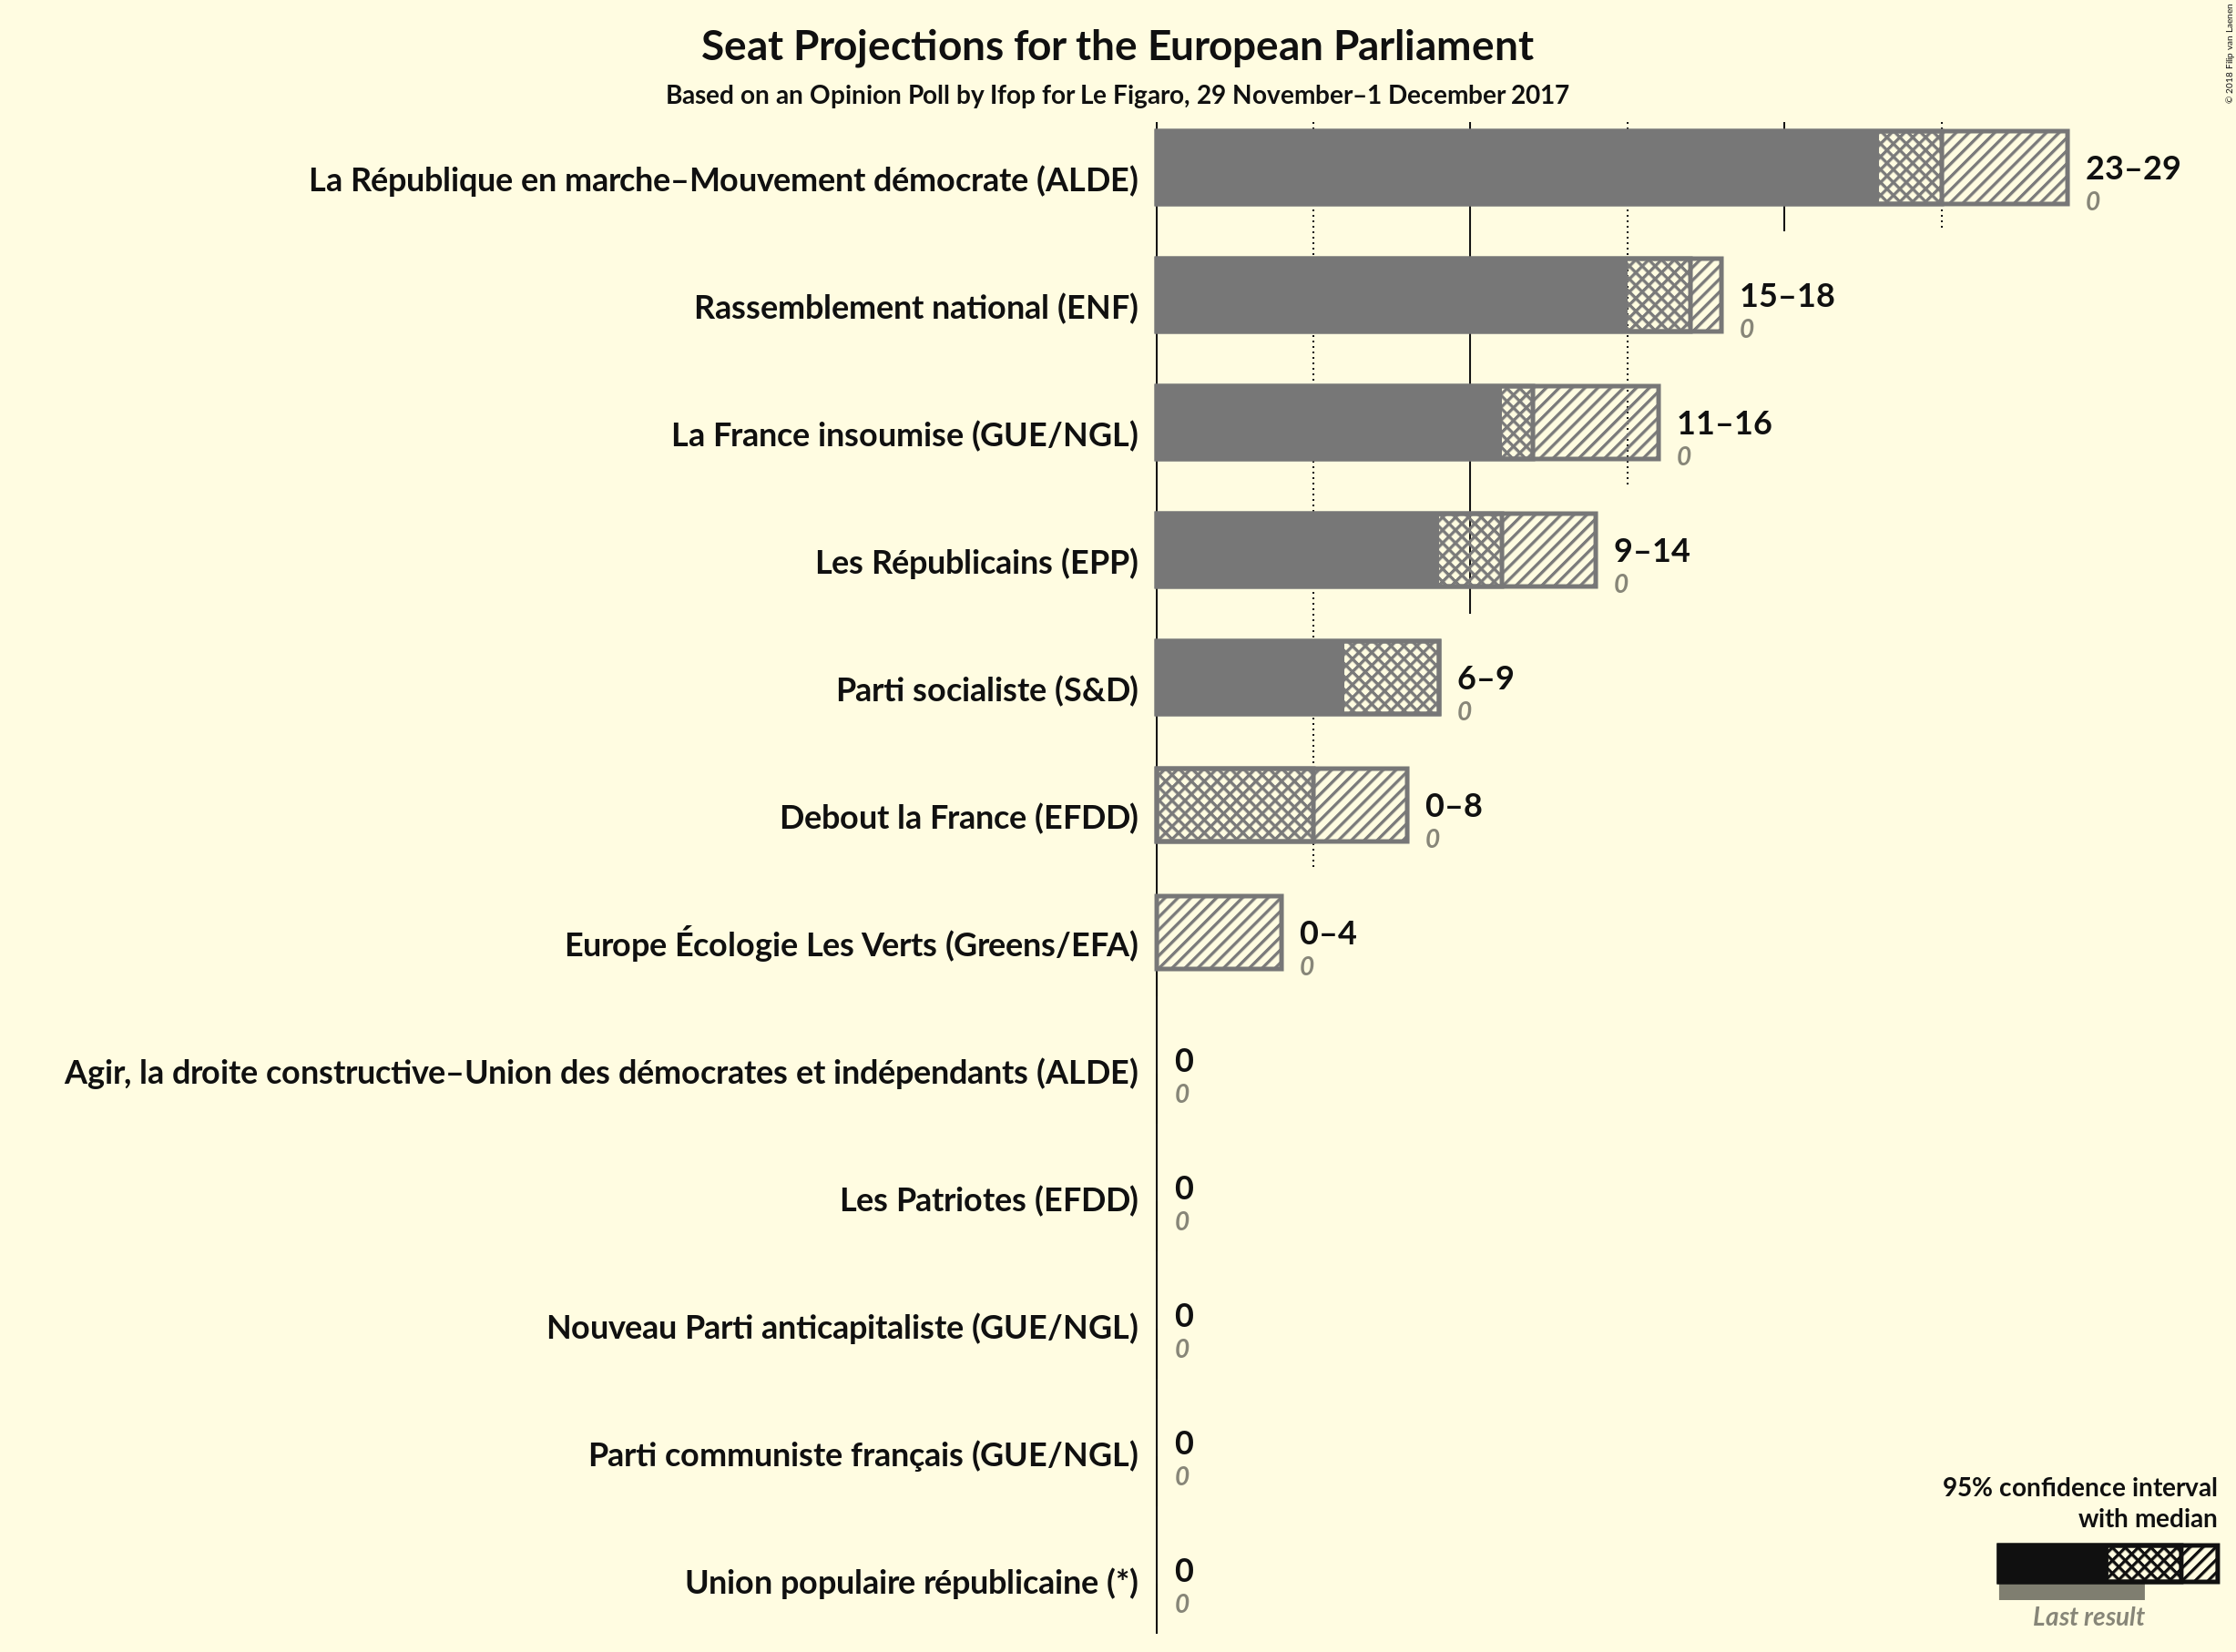 Seat Projections for the European Parliament
Based on an Opinion Poll by Ifop for Le Figaro, 29 November–1 December 2017
© 2018 Filip van Laenen
La République en marche–Mouvement démocrate (ALDE)
23–29
0
Rassemblement national (ENF)
15–18
0
La France insoumise (GUE/NGL)
11–16
0
Les Républicains (EPP)
9–14
0
Parti socialiste (S&D)
6–9
0
Debout la France (EFDD)
0–8
0
Europe Écologie Les Verts (Greens/EFA)
0–4
0
Agir, la droite constructive–Union des démocrates et indépendants (ALDE)
0
0
Les Patriotes (EFDD)
0
0
Nouveau Parti anticapitaliste (GUE/NGL)
0
0
Parti communiste français (GUE/NGL)
0
0
Union populaire républicaine (*)
0
0
95% confidence interval
with median
Last result